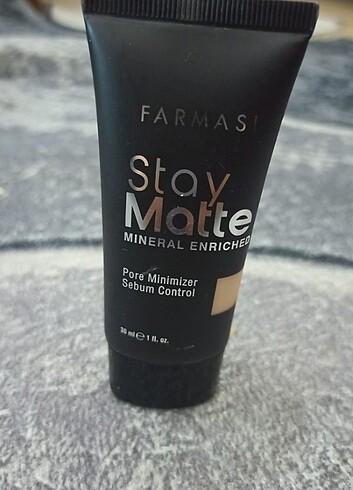 FARMASI
Stay
Matte
MINERAL ENRICHED
Pore Minimizer
Sebum Control
30 ml ℮ 1 fl. oz.